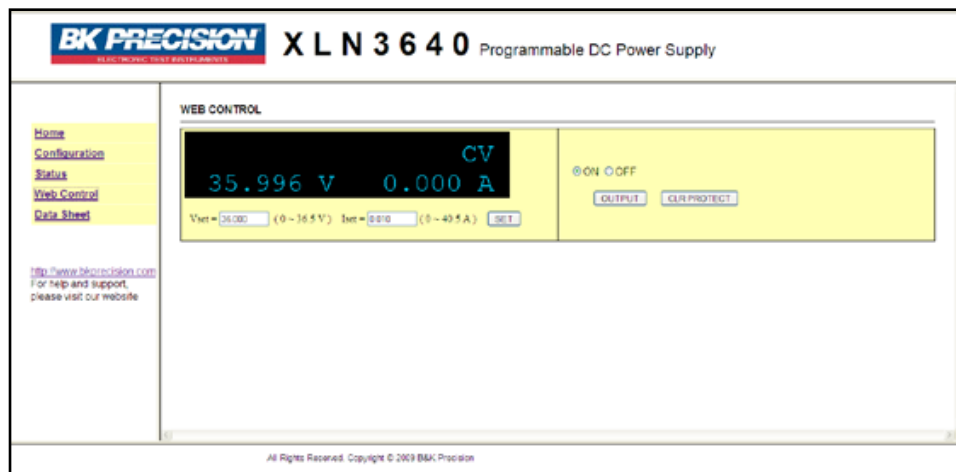 BK PRECISION
ELECTRONIC TEST INSTRUMENTS
XLN3640 Programmable DC Power Supply
WEB CONTROL
Home
Configuration
Status
Web Control
Data Sheet
CV
35.996 V 0.000 A
Vset = 36.000 ( 0 ~ 36.5 V ) Iset = 0.010 ( 0 ~ 40.5 A ) SET
ON OFF
OUTPUT CLR PROTECT
http://www.bkprecision.com
For help and support,
please visit our website
All Rights Reserved. Copyright © 2009 B&K Precision